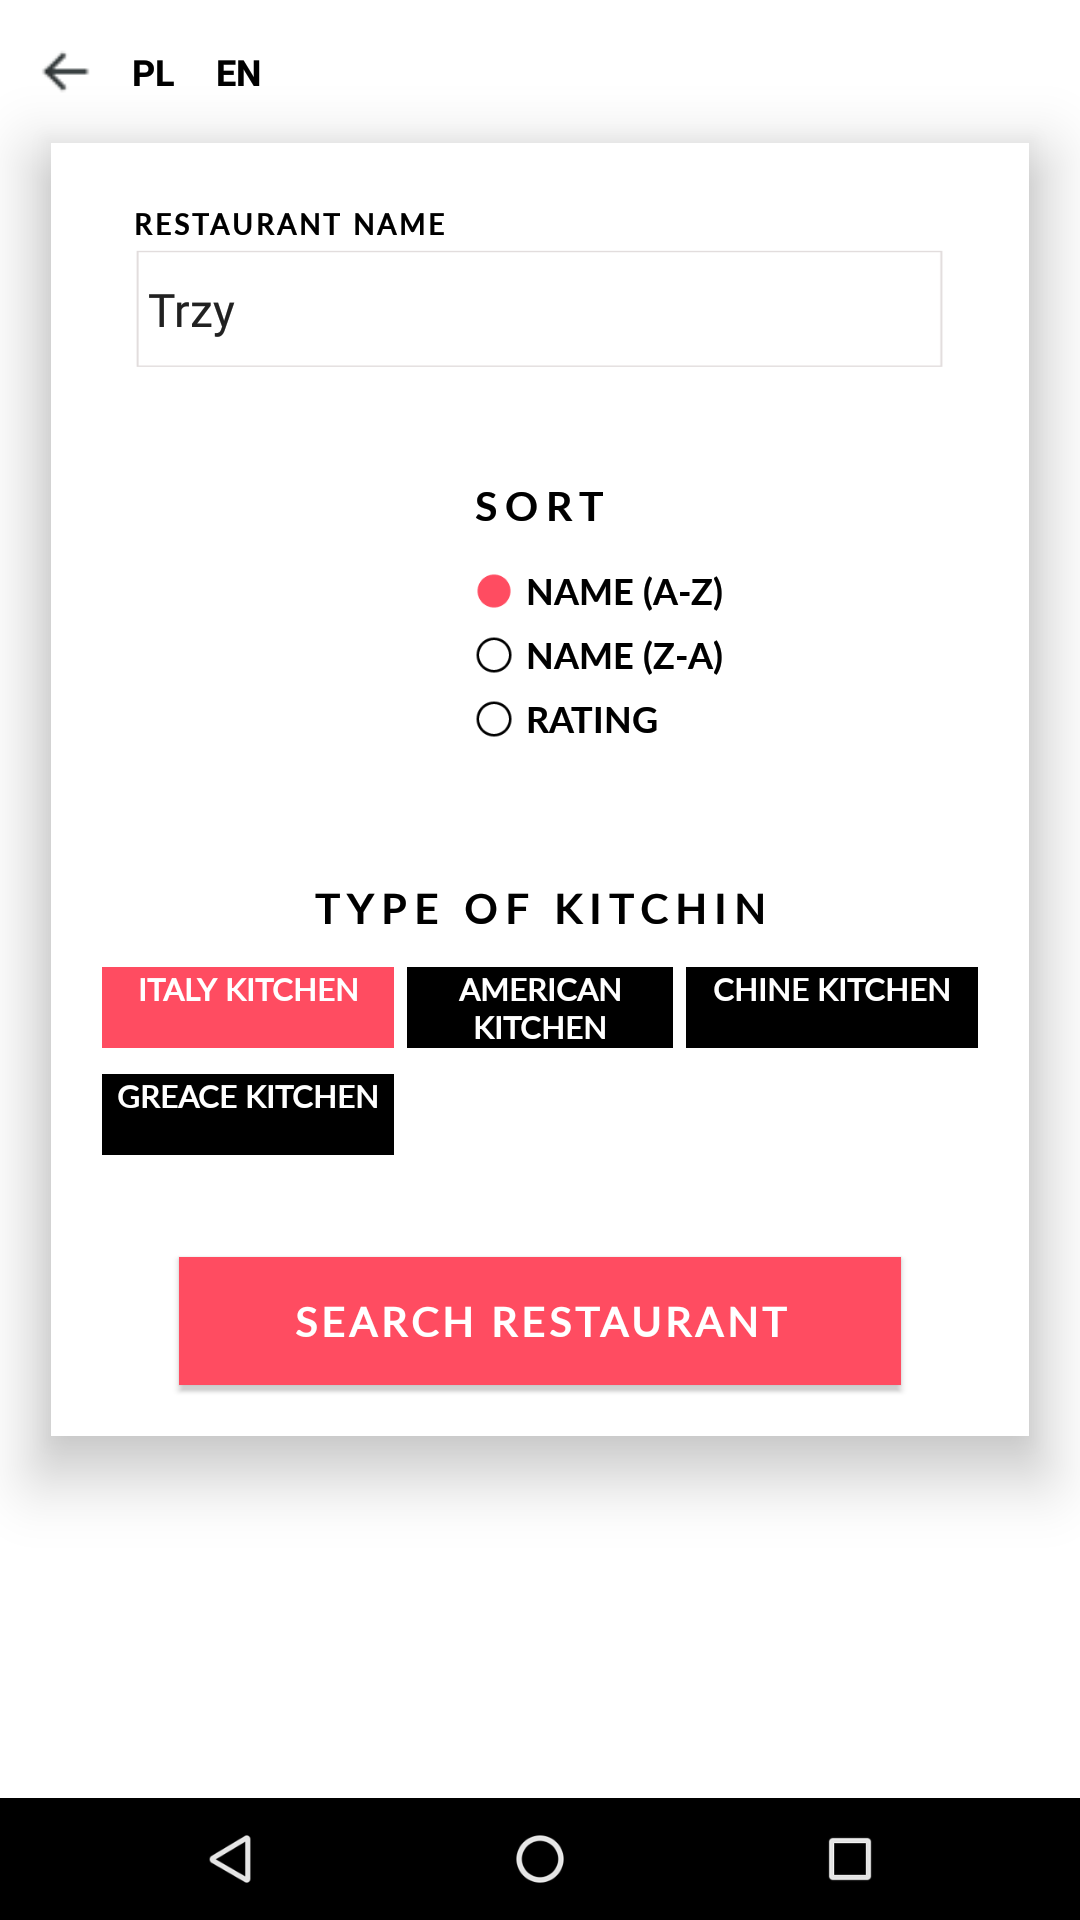 PL EN
RESTAURANT NAME
Trzy
SORT
NAME (A-Z)
NAME (Z-A)
RATING
TYPE OF KITCHIN
ITALY KITCHEN
AMERICAN
KITCHEN
CHINE KITCHEN
GREACE KITCHEN
SEARCH RESTAURANT